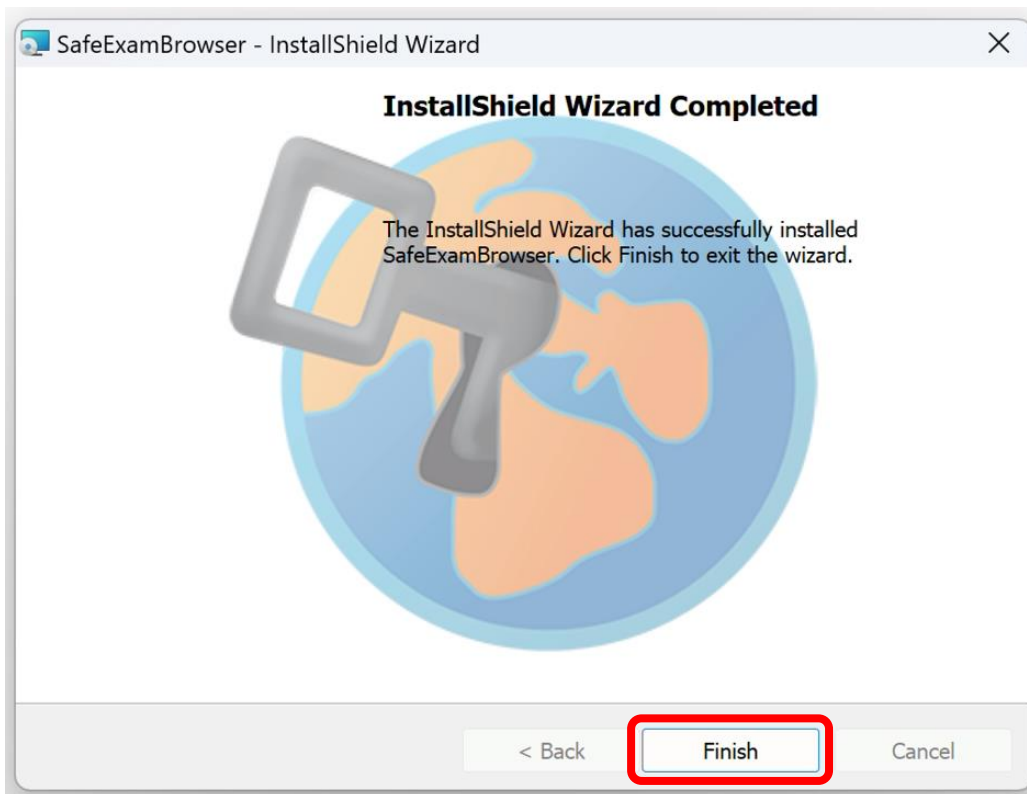 SafeExamBrowser - InstallShield Wizard
InstallShield Wizard Completed
The InstallShield Wizard has successfully installed
SafeExamBrowser. Click Finish to exit the wizard.
< Back
Finish
Cancel